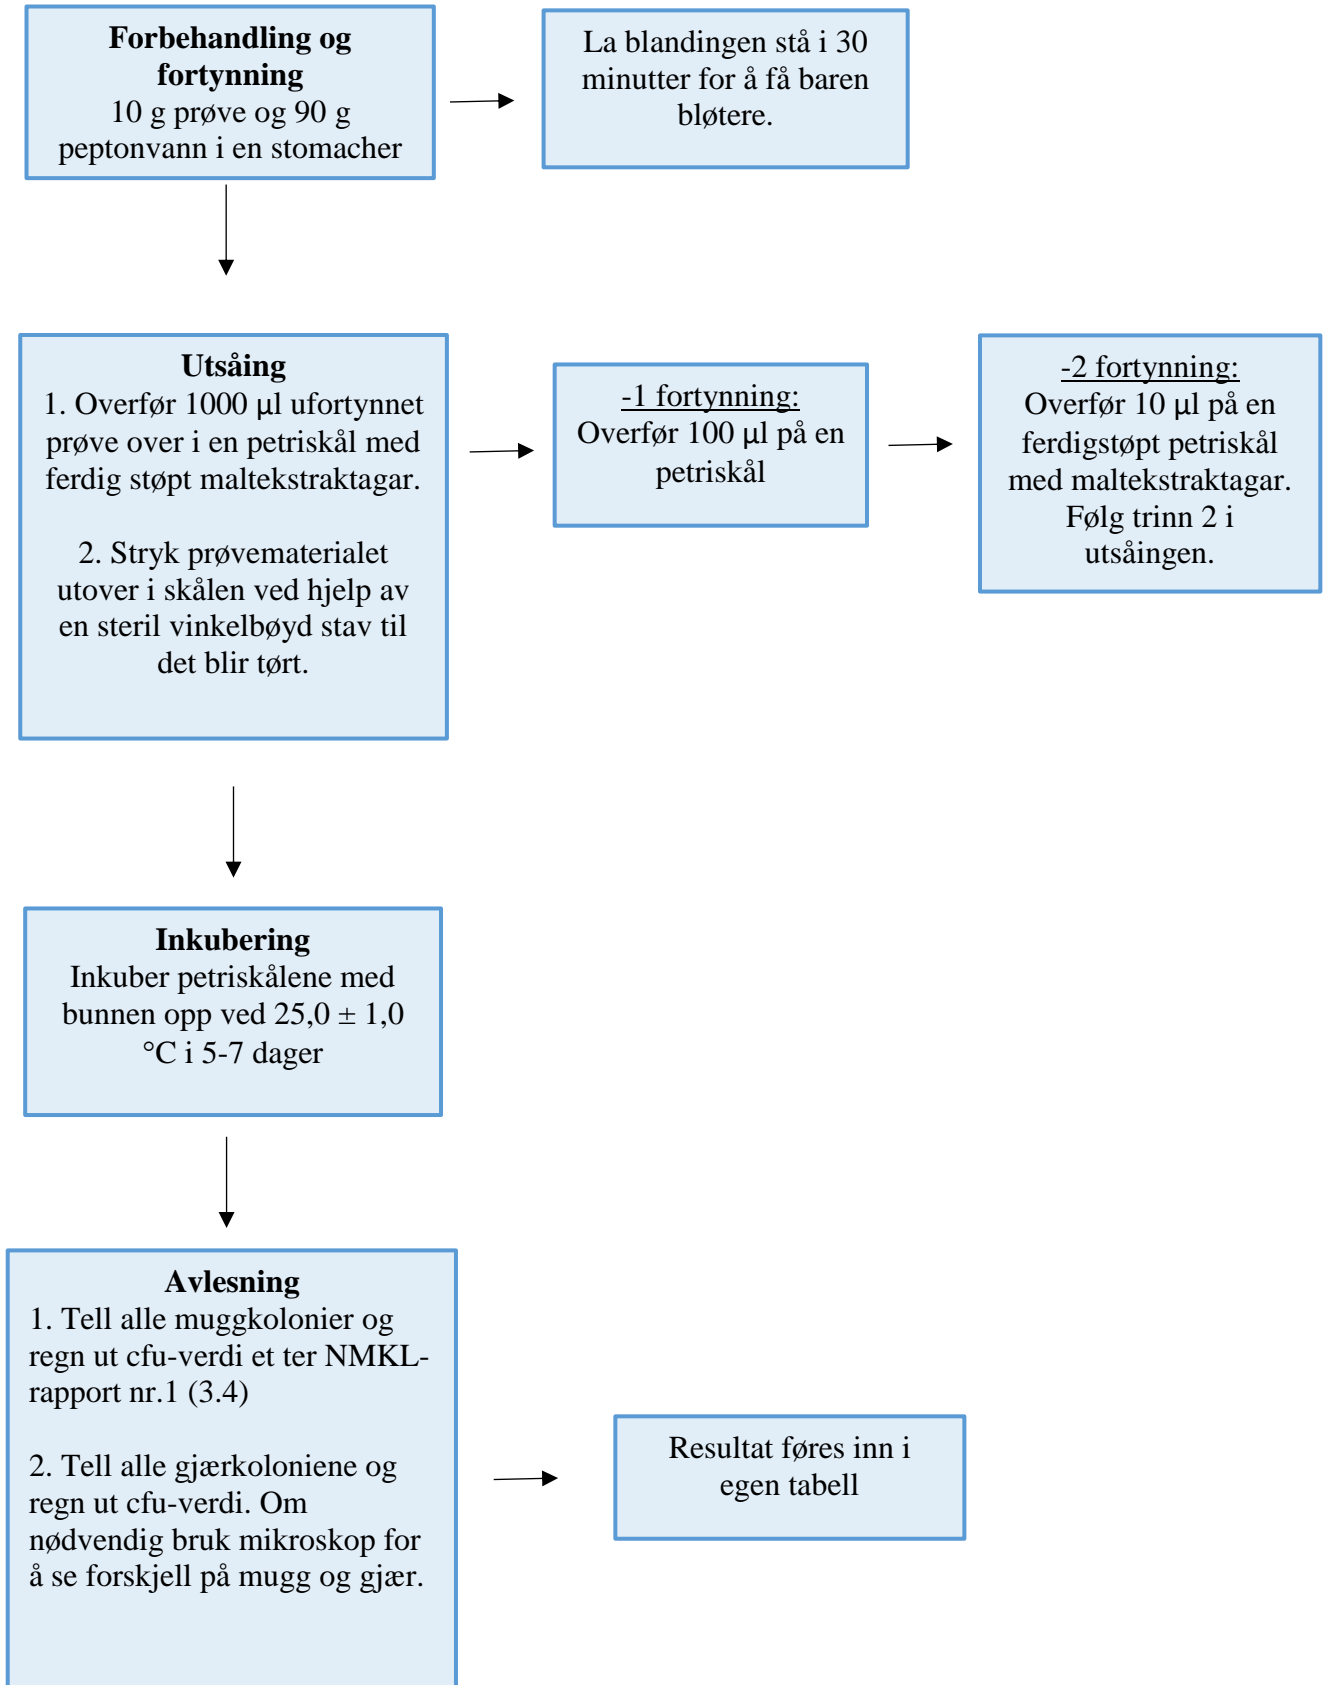 Forbehandling og
fortynning
10 g prøve og 90 g
peptonvann i en stomacher
La blandingen stå i 30
minutter for å få baren
bløtere.
Utsåing
1. Overfør 1000 µl ufortynnet
prøve over i en petriskål med
ferdig støpt maltekstraktagar.
2. Stryk prøvematerialet
utover i skålen ved hjelp av
en steril vinkelbøyd stav til
det blir tørt.
-1 fortynning:
Overfør 100 µl på en
petriskål
-2 fortynning:
Overfør 10 µl på en
ferdigstøpt petriskål
med maltekstraktagar.
Følg trinn 2 i
utsåingen.
Inkubering
Inkuber petriskålene med
bunnen opp ved 25,0 ± 1,0
°C i 5-7 dager
Avlesning
1. Tell alle muggkolonier og
regn ut cfu-verdi et ter NMKL-
rapport nr.1 (3.4)
2. Tell alle gjærkoloniene og
regn ut cfu-verdi. Om
nødvendig bruk mikroskop for
å se forskjell på mugg og gjær.
Resultat føres inn i
egen tabell